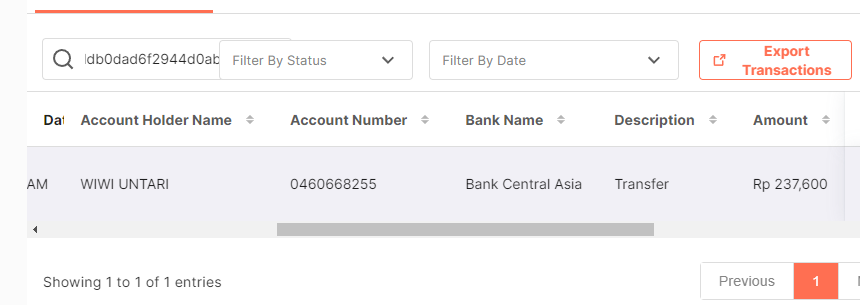 ldb0dad6f2944d0ab
Filter By Status
Filter By Date
Export
Transactions
Dat Account Holder Name Account Number Bank Name Description Amount
AM WIWI UNTARI 0460668255 Bank Central Asia Transfer Rp 237,600
Showing 1 to 1 of 1 entries
Previous 1